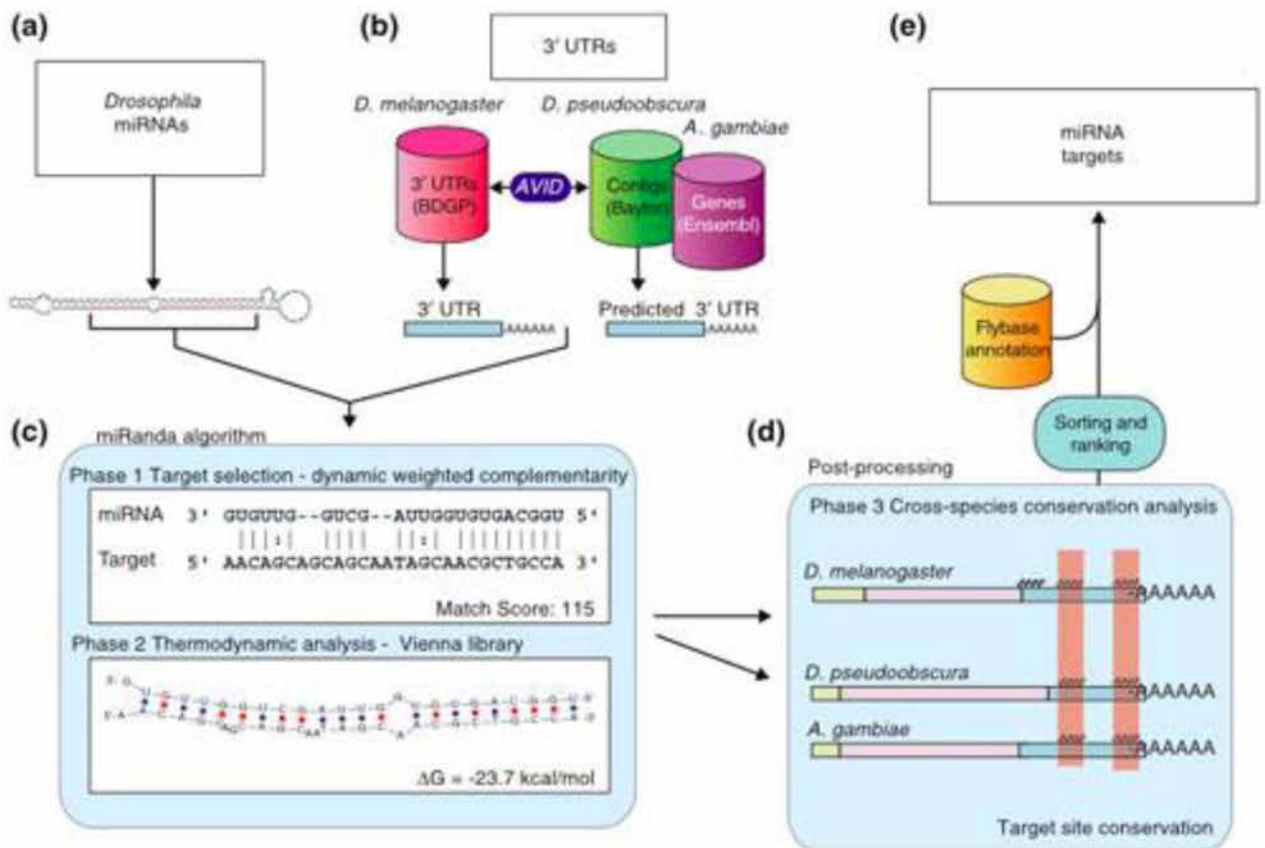 (a)
Drosophila
miRNAs
(b)
3' UTRs
D. melanogaster
D. pseudoobscura
A. gambiae
3' UTRs
(BDGP)
AVID
Contigs
(Baylor)
Genes
(Ensembl)
3' UTR
AAAAAA
Predicted 3' UTR
AAAAAA
(c)
miRanda algorithm
Phase 1 Target selection - dynamic weighted complementarity
miRNA 3' GUGUUG--GUCG--AUUGGUGUGACGGU 5'
Target 5' AACAGCAGCAGCAATAGCAACGCTGCCA 3'
Match Score: 115
Phase 2 Thermodynamic analysis - Vienna library
ΔG = -23.7 kcal/mol
(d)
Post-processing
Phase 3 Cross-species conservation analysis
D. melanogaster
AAAAAA
D. pseudoobscura
AAAAAA
A. gambiae
AAAAAA
Target site conservation
(e)
miRNA
targets
Flybase
annotation
Sorting and
ranking